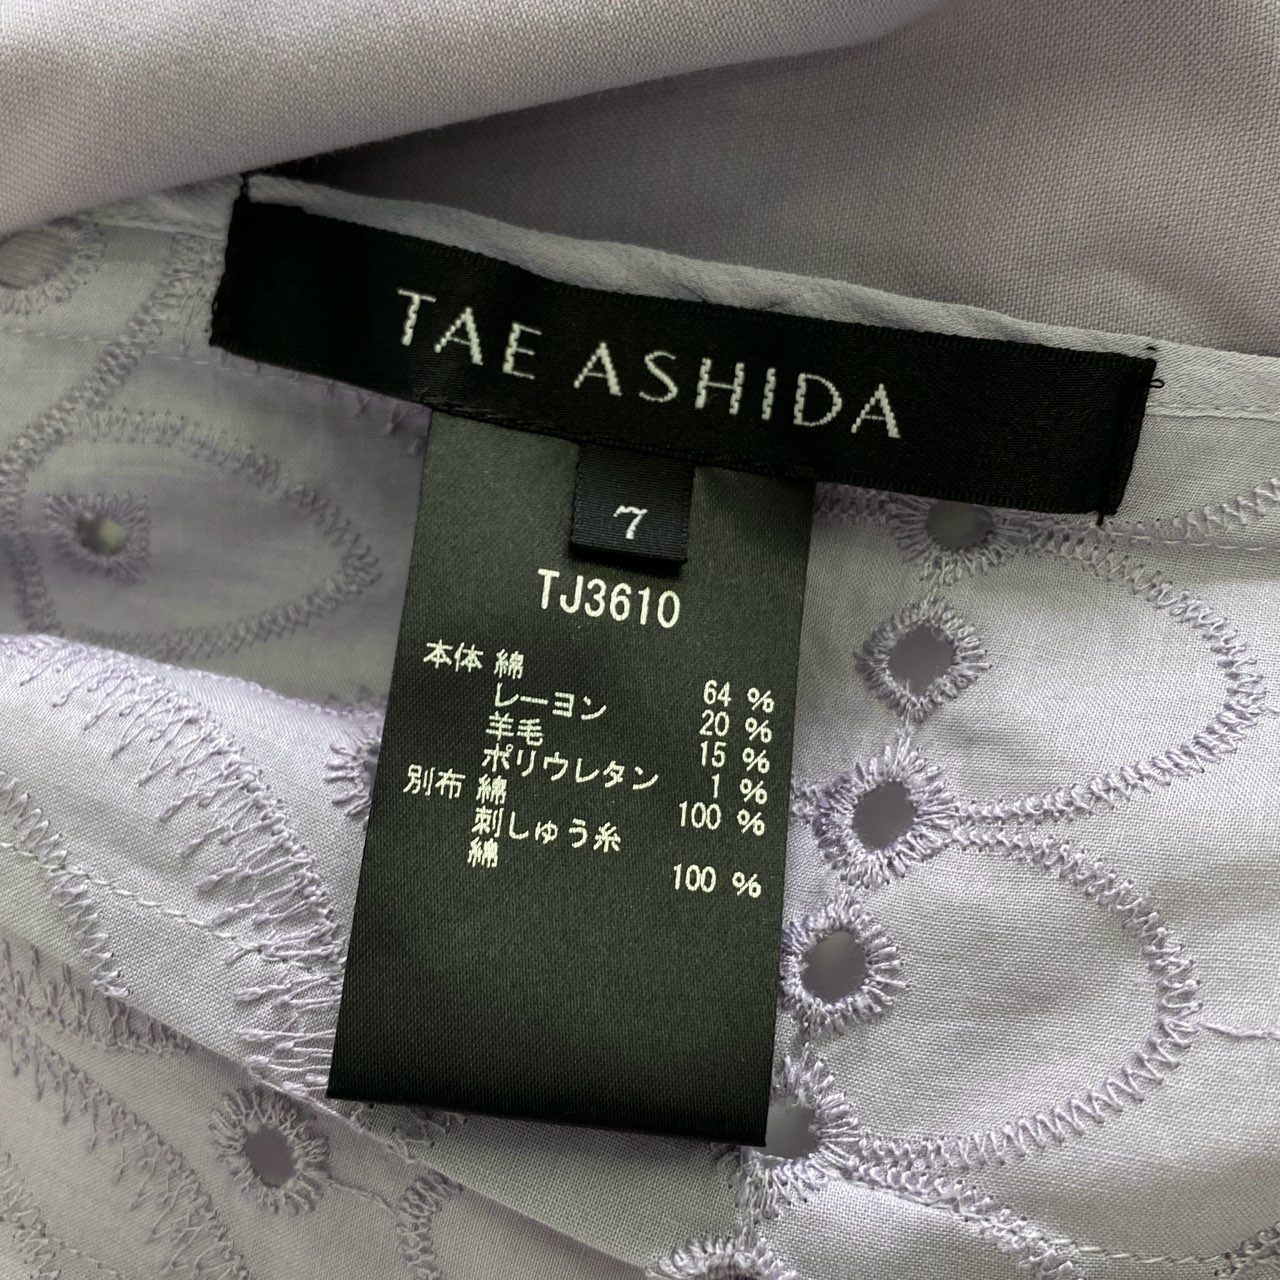 TAE ASHIDA
7
TJ3610
本体 綿 64 %
レーヨン 20 %
羊毛 15 %
ポリウレタン 1 %
別布 綿 100 %
刺しゅう糸
綿 100 %